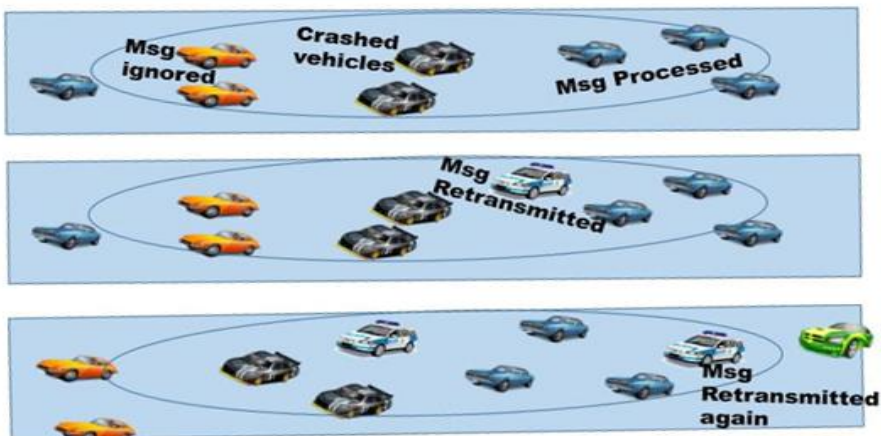 Msg
ignored
Crashed
vehicles
Msg Processed
Msg
Retransmitted
Msg
Retransmitted
again